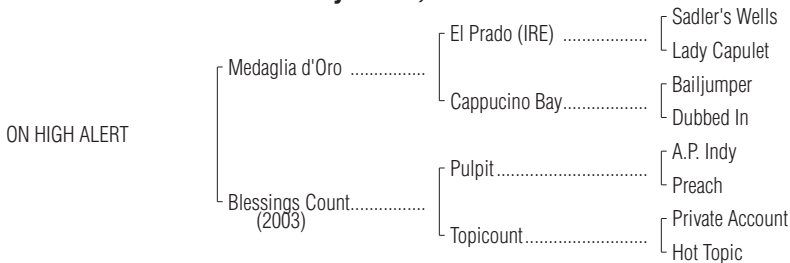 Sadler's Wells
El Prado (IRE) .....................
Lady Capulet
Medaglia d'Oro ................
Bailjumper
Cappucino Bay.....................
Dubbed In
ON HIGH ALERT
A.P. Indy
Pulpit.....................................
Preach
Blessings Count................
(2003)
Private Account
Topicount..............................
Hot Topic